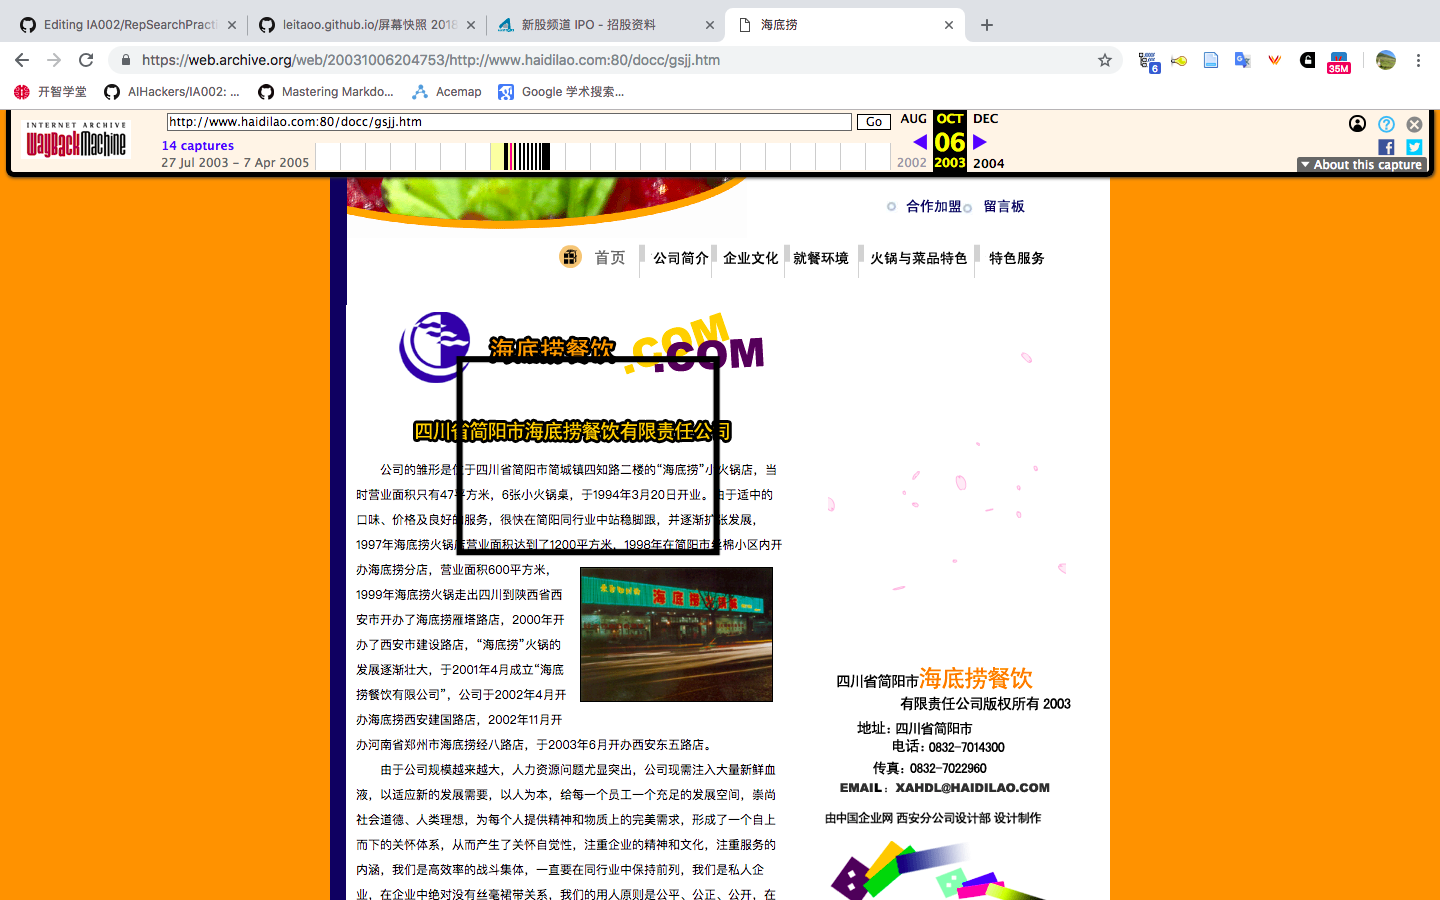 Editing IA002/RepSearchPracti
leitaoo.github.io/屏幕快照 2018
新股频道 IPO - 招股资料
海底捞
https://web.archive.org/web/20031006204753/http://www.haidilao.com:80/docc/gsjj.htm
6
35M
开智学堂
AIHackers/IA002: ...
Mastering Markdo...
Acemap
Google 学术搜索...
INTERNET ARCHIVE
WayBackMachine
http://www.haidilao.com:80/docc/gsjj.htm
Go
AUG OCT DEC
14 captures
06
27 Jul 2003 – 7 Apr 2005
2002 2003 2004
About this capture
合作加盟
留言板
首页
公司简介
企业文化
就餐环境
火锅与菜品特色
特色服务
海底捞餐饮
.COM
.COM
四川省简阳市海底捞餐饮有限责任公司
公司的雏形是位于四川省简阳市简城镇四知路二楼的“海底捞”小火锅店，当
时营业面积只有47平方米，6张小火锅桌，于1994年3月20日开业。由于适中的
口味、价格及良好的服务，很快在简阳同行业中站稳脚跟，并逐渐扩张发展，
1997年海底捞火锅店营业面积达到了1200平方米，1998年在简阳市丝棉小区内开
办海底捞分店，营业面积600平方米，
1999年海底捞火锅走出四川到陕西省西
安市开办了海底捞雁塔路店，2000年开
办了西安市建设路店，“海底捞”火锅的
发展逐渐壮大，于2001年4月成立“海底
捞餐饮有限公司”，公司于2002年4月开
办海底捞西安建国路店，2002年11月开
办河南省郑州市海底捞经八路店，于2003年6月开办西安东五路店。
由于公司规模越来越大，人力资源问题尤显突出，公司现需注入大量新鲜血
液，以适应新的发展需要，以人为本，给每一个员工一个充足的发展空间，崇尚
社会道德、人类理想，为每个人提供精神和物质上的完美需求，形成了一个自上
而下的关怀体系，从而产生了关怀自觉性，注重企业的精神和文化，注重服务的
内涵，我们是高效率的战斗集体，一直要在同行业中保持前列，我们是私人企
业，在企业中绝对没有丝毫裙带关系，我们的用人原则是公平、公正、公开，在
海底捞火锅
四川省简阳市海底捞餐饮
有限责任公司版权所有 2003
地址：四川省简阳市
电话：0832-7014300
传真：0832-7022960
EMAIL：XAHDL@HAIDILAO.COM
由中国企业网 西安分公司设计部 设计制作